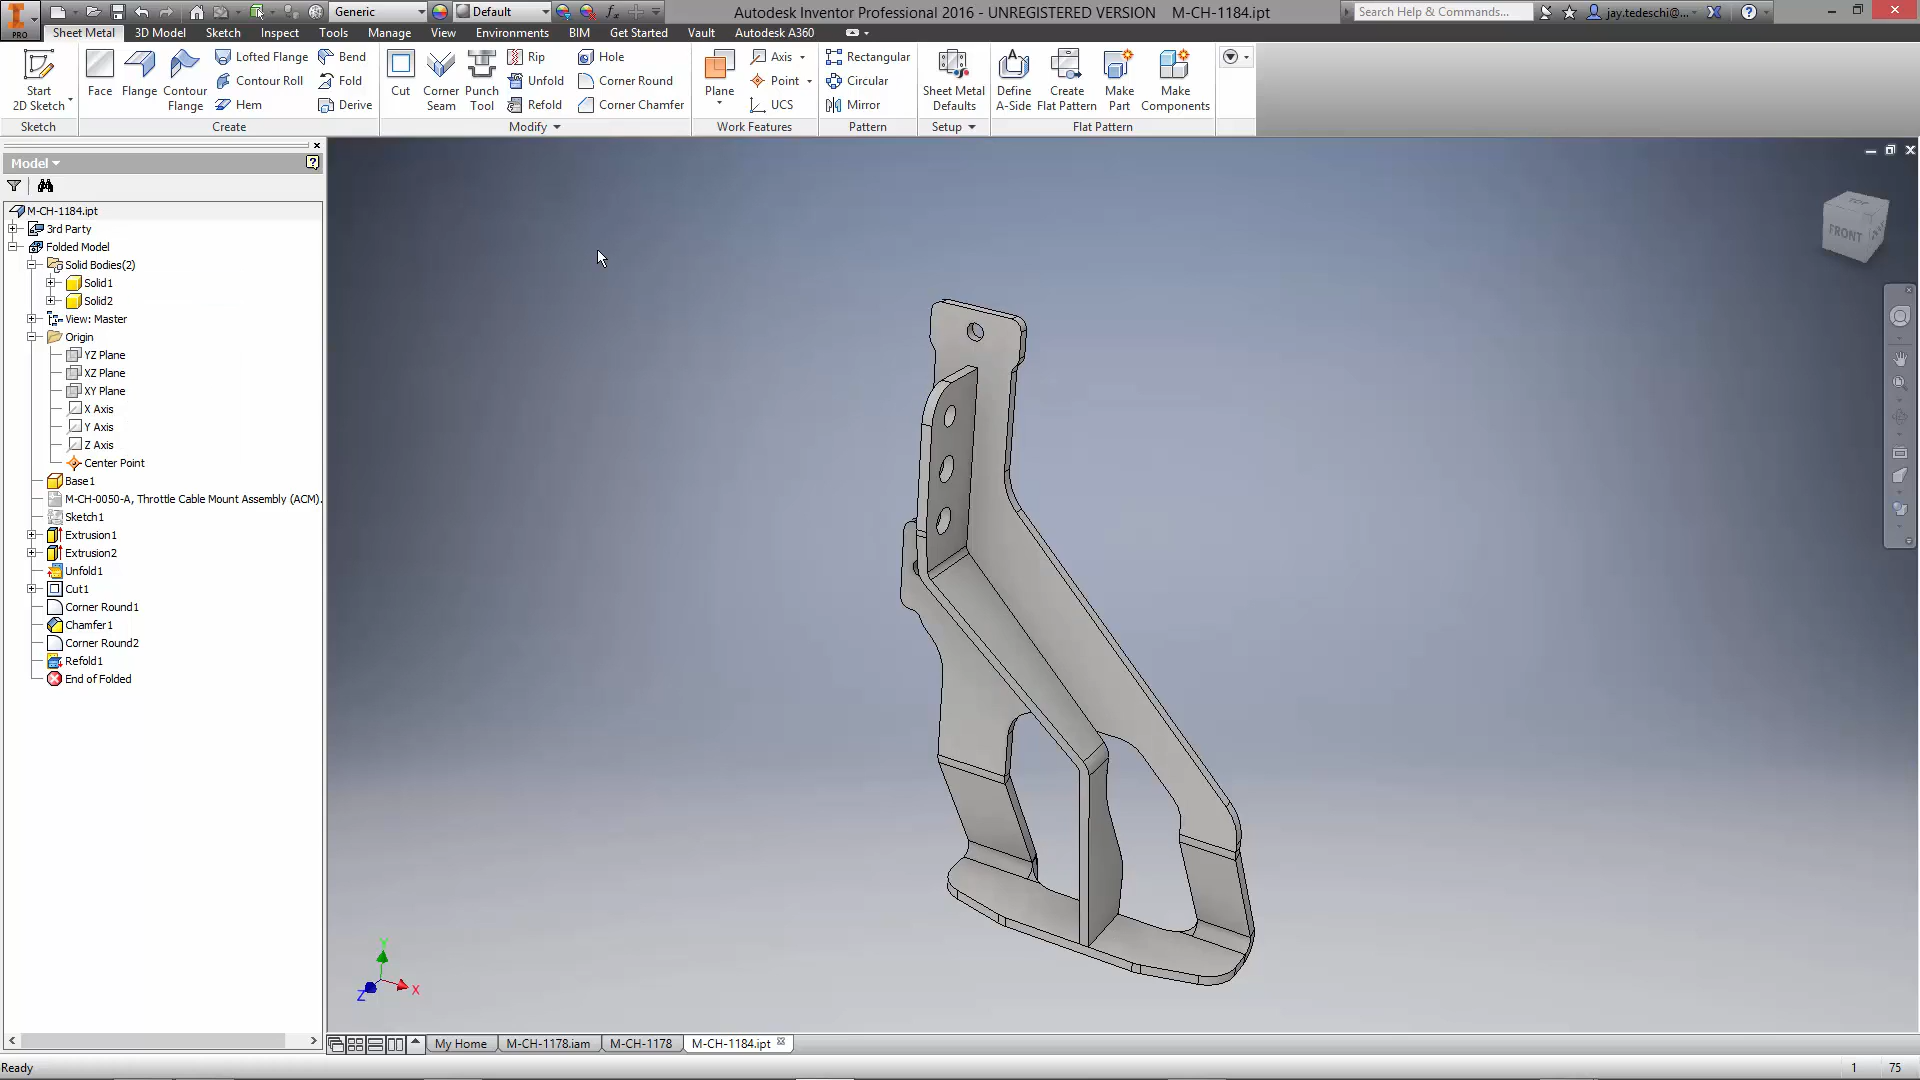 Generic
Default
Autodesk Inventor Professional 2016 - UNREGISTERED VERSION M-CH-1184.ipt
Search Help & Commands...
jay.tedeschi@...
PRO
Sheet Metal
3D Model
Sketch
Inspect
Tools
Manage
View
Environments
BIM
Get Started
Vault
Autodesk A360
Start
2D Sketch
Face
Flange
Contour
Flange
Lofted Flange
Contour Roll
Hem
Bend
Fold
Derive
Cut
Corner
Seam
Punch
Tool
Rip
Unfold
Refold
Hole
Corner Round
Corner Chamfer
Plane
Axis
Point
UCS
Rectangular
Circular
Mirror
Sheet Metal
Defaults
Define
A-Side
Create
Flat Pattern
Make
Part
Make
Components
Sketch
Create
Modify
Work Features
Pattern
Setup
Flat Pattern
Model
M-CH-1184.ipt
3rd Party
Folded Model
Solid Bodies(2)
Solid1
Solid2
View: Master
Origin
YZ Plane
XZ Plane
XY Plane
X Axis
Y Axis
Z Axis
Center Point
Base1
M-CH-0050-A, Throttle Cable Mount Assembly (ACM).
Sketch1
Extrusion1
Extrusion2
Unfold1
Cut1
Corner Round1
Chamfer1
Corner Round2
Refold1
End of Folded
TOP
FRONT
Y
X
Z
My Home
M-CH-1178.iam
M-CH-1178
M-CH-1184.ipt
Ready
1
75